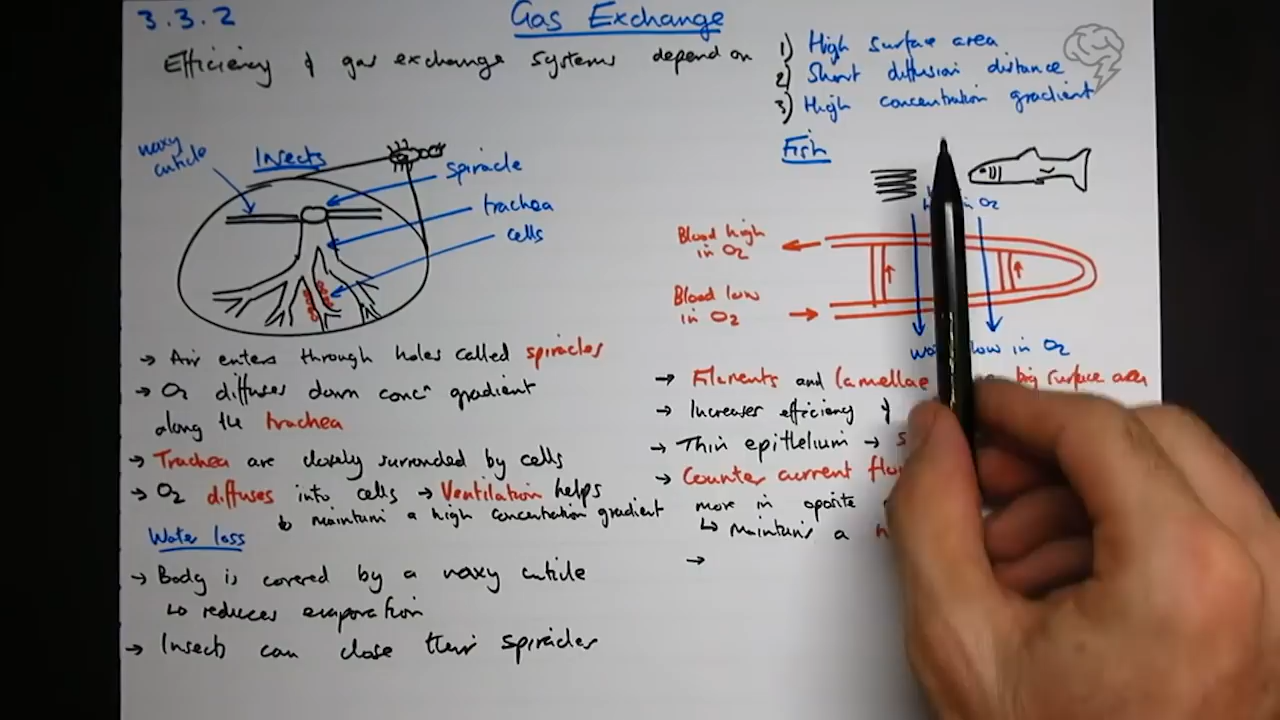 3.3.2
Gas Exchange
Efficiency of gas exchange systems depend on
1) High surface area
2) Short diffusion distance
3) High concentration gradient
waxy
cuticle
Insects
spiracle
trachea
cells
→ Air enters through holes called spiracles
→ O2 diffuses down concn gradient
along the trachea
→ Trachea are closely surrounded by cells
→ O2 diffuses into cells → Ventilation helps
to maintain a high concentration gradient
Water loss
→ Body is covered by a waxy cuticle
↳ reduces evaporation
→ Insects can close their spiracles
Fish
in O2
Blood high
in O2
Blood low
in O2
low in O2
→ Filaments and lamellae big surface area
→ Increases efficiency of
→ Thin epithelium →
→ Counter current
move in oposite
↳ Maintains a
→